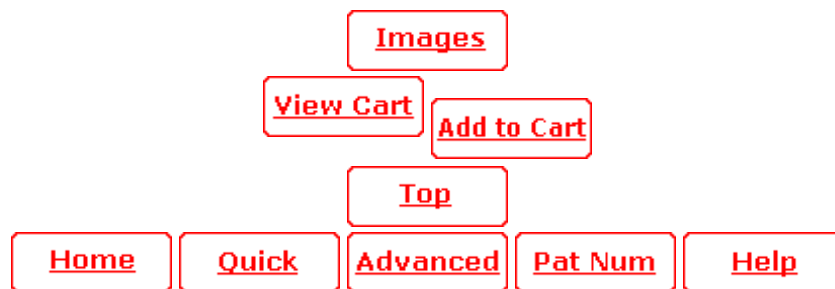 Images
View Cart
Add to Cart
Top
Home Quick Advanced Pat Num Help